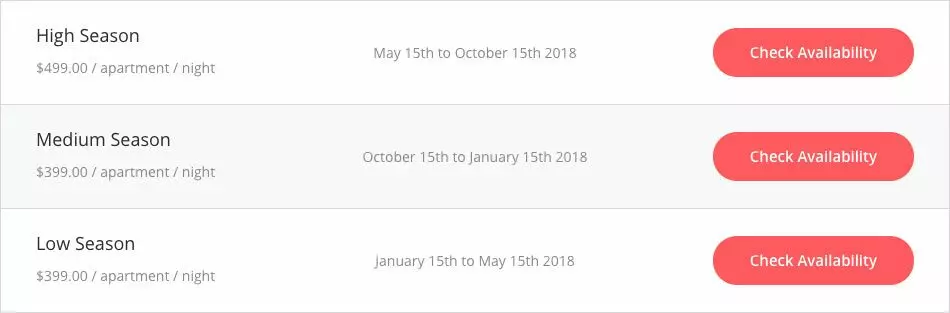 High Season
$499.00 / apartment / night
May 15th to October 15th 2018
Check Availability
Medium Season
$399.00 / apartment / night
October 15th to January 15th 2018
Check Availability
Low Season
$399.00 / apartment / night
january 15th to May 15th 2018
Check Availability